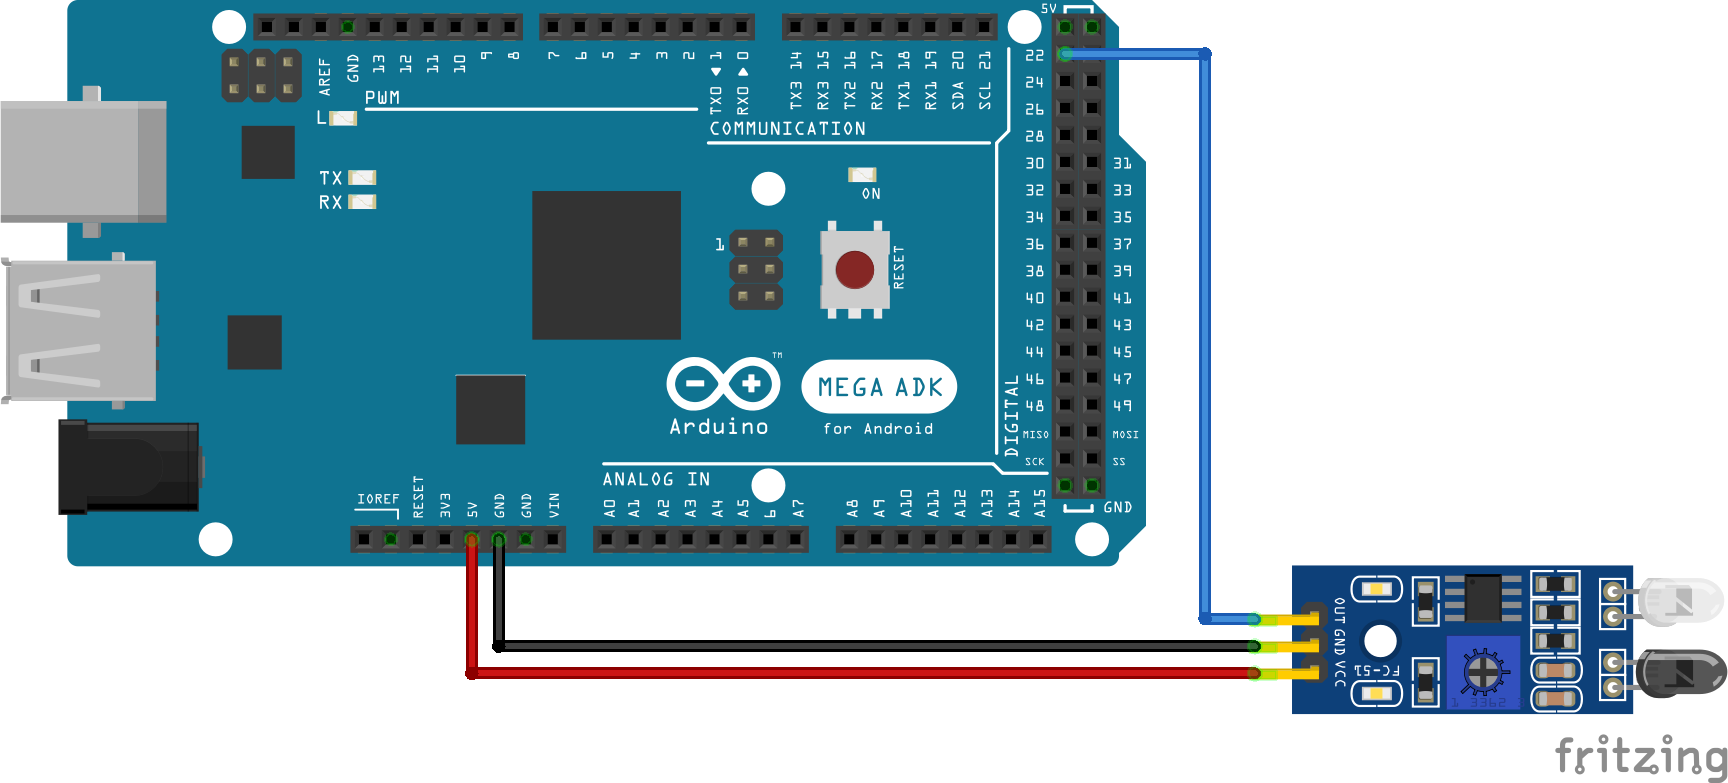 5V
AREF GND 13 12 11 10 9 8
7 6 5 4 3 2 TX0 1 RX0 0
TX3 14 RX3 15 TX2 16 RX2 17 TX1 18 RX1 19 SDA 20 SCL 21
L
PWM
COMMUNICATION
TX
RX
ON
1
RESET
22
24
26
28
30 31
32 33
34 35
36 37
38 39
40 41
42 43
44 45
46 47
48 49
MISO MOSI
SCK SS
DIGITAL
GND
TM
Arduino
MEGA ADK
for Android
ANALOG IN
IOREF RESET 3V3 5V GND GND VIN
A0 A1 A2 A3 A4 A5 6 A7
A8 A9 A10 A11 A12 A13 A14 A15
OUT GND VCC
FC-51
1 3362
fritzing